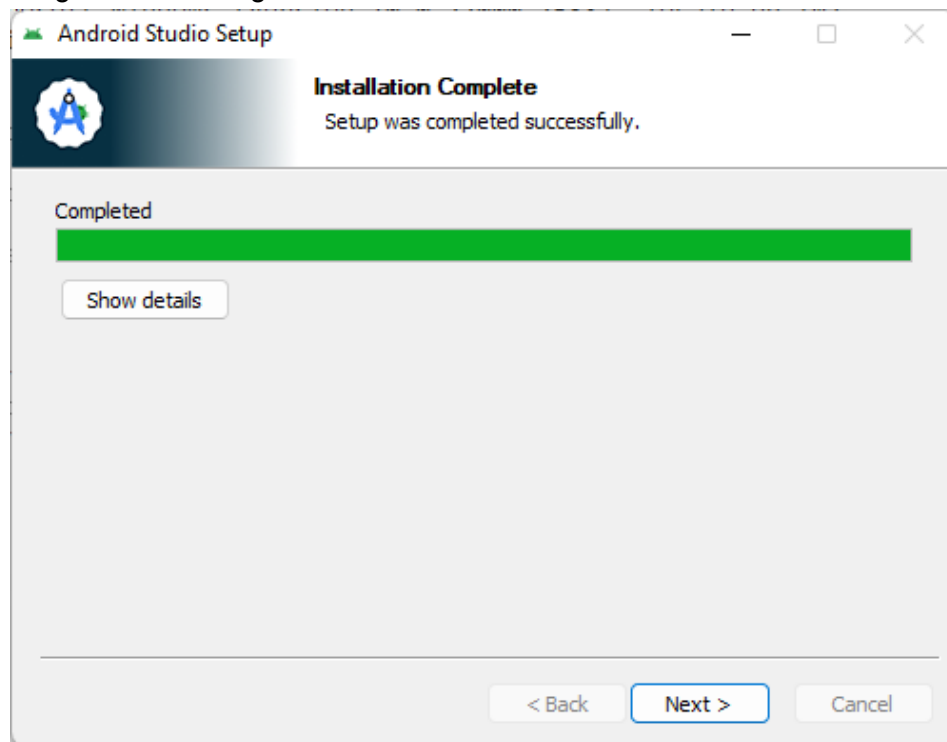 Android Studio Setup
Installation Complete
Setup was completed successfully.
Completed
Show details
< Back
Next >
Cancel